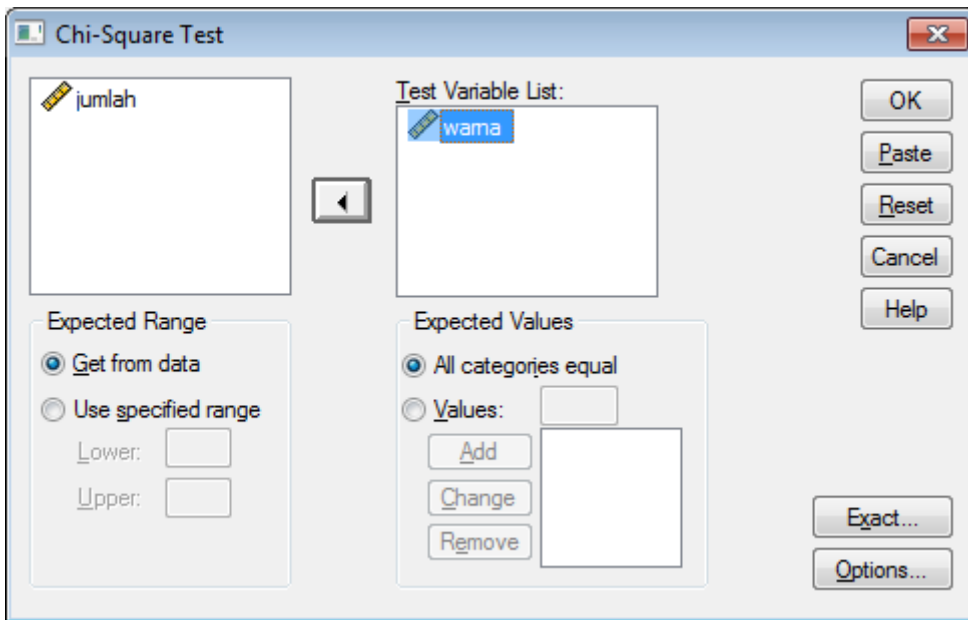 Chi-Square Test
jumlah
Test Variable List:
warna
OK
Paste
Reset
Cancel
Help
Expected Range
Get from data
Use specified range
Lower:
Upper:
Expected Values
All categories equal
Values:
Add
Change
Remove
Exact...
Options...